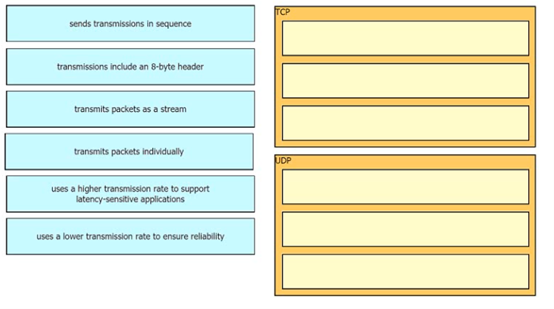 sends transmissions in sequence
transmissions include an 8-byte header
transmits packets as a stream
transmits packets individually
uses a higher transmission rate to support
latency-sensitive applications
uses a lower transmission rate to ensure reliability
TCP
UDP